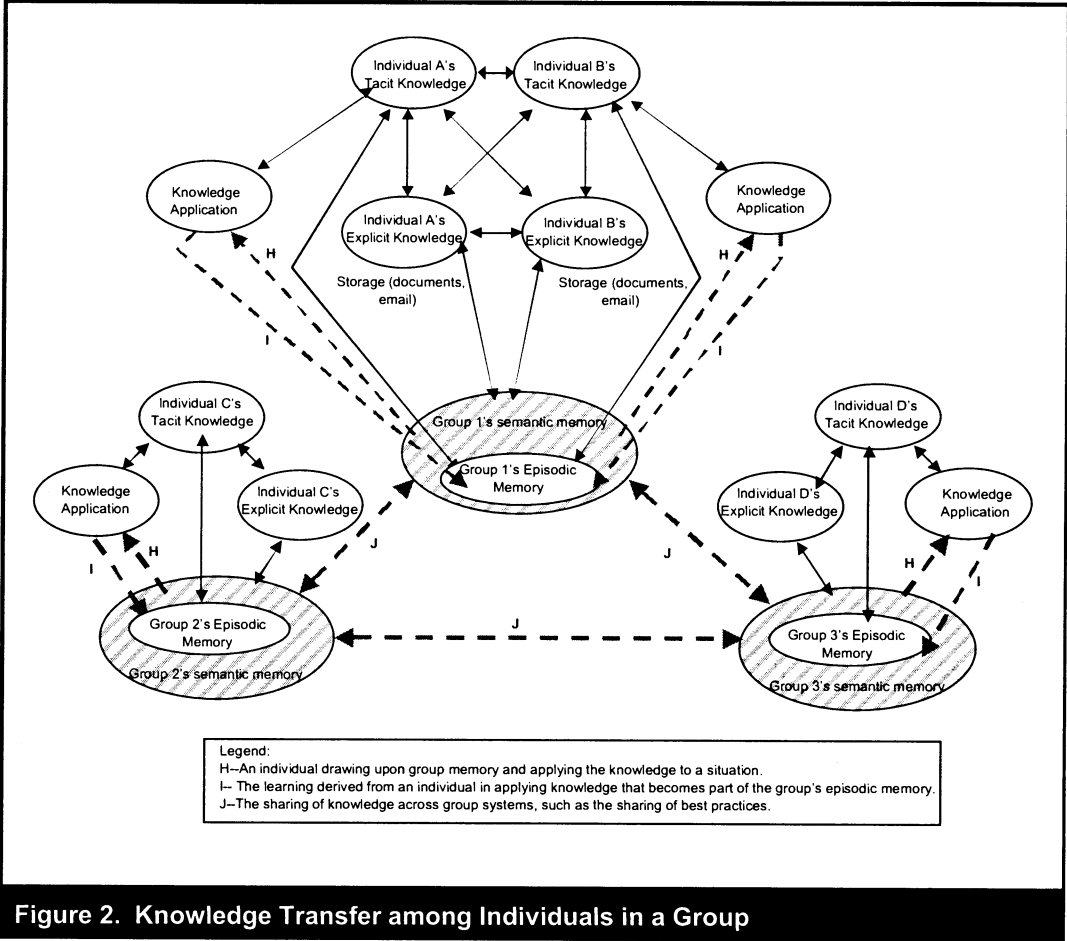 Individual A's
Tacit Knowledge
Individual B's
Tacit Knowledge
Knowledge
Application
Knowledge
Application
Individual A's
Explicit Knowledge
Individual B's
Explicit Knowledge
H
H
Storage (documents,
email)
Storage (documents,
email)
I
I
Individual C's
Tacit Knowledge
Group 1's semantic memory
Individual D's
Tacit Knowledge
Group 1's Episodic
Memory
Knowledge
Application
Individual C's
Explicit Knowledge
Individual D's
Explicit Knowledge
Knowledge
Application
J
J
H
I
H
I
Group 2's Episodic
Memory
Group 2's semantic memory
J
Group 3's Episodic
Memory
Group 3's semantic memory
Legend:
H--An individual drawing upon group memory and applying the knowledge to a situation.
I-- The learning derived from an individual in applying knowledge that becomes part of the group's episodic memory.
J--The sharing of knowledge across group systems, such as the sharing of best practices.
Figure 2. Knowledge Transfer among Individuals in a Group